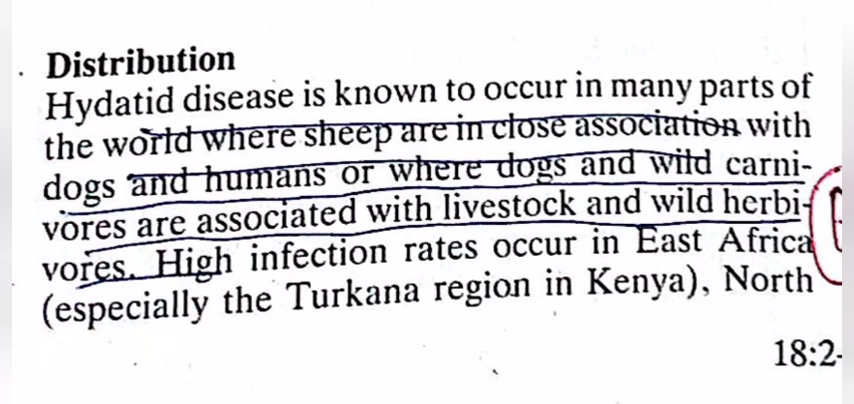 Distribution
Hydatid disease is known to occur in many parts of
the world where sheep are in close association with
dogs and humans or where dogs and wild carni-
vores are associated with livestock and wild herbi-
vores. High infection rates occur in East Africa
(especially the Turkana region in Kenya), North
18:2-